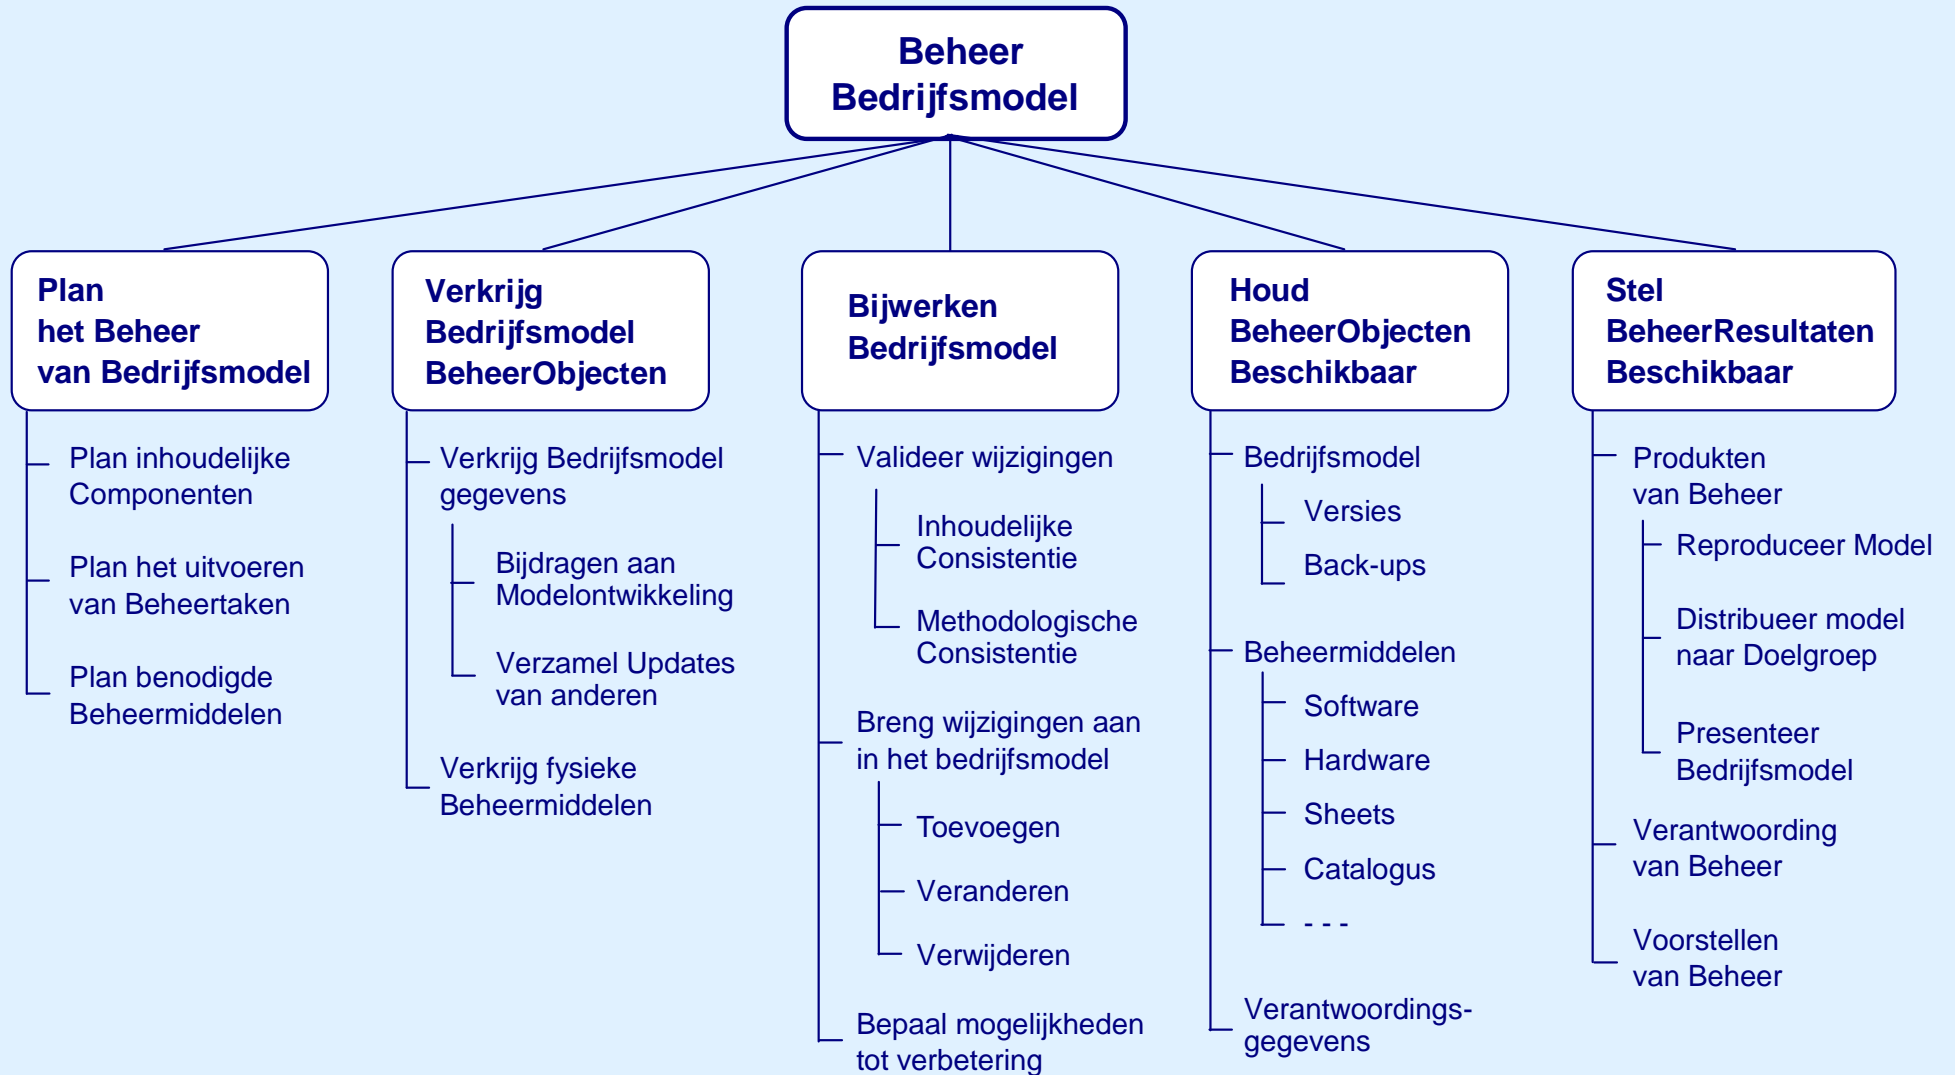 Beheer
Bedrijfsmodel
Plan
het Beheer
van Bedrijfsmodel
Plan inhoudelijke
Componenten
Plan het uitvoeren
van Beheertaken
Plan benodigde
Beheermiddelen
Verkrijg
Bedrijfsmodel
BeheerObjecten
Verkrijg Bedrijfsmodel
gegevens
Bijdragen aan
Modelontwikkeling
Verzamel Updates
van anderen
Verkrijg fysieke
Beheermiddelen
Bijwerken
Bedrijfsmodel
Valideer wijzigingen
Inhoudelijke
Consistentie
Methodologische
Consistentie
Breng wijzigingen aan
in het bedrijfsmodel
Toevoegen
Veranderen
Verwijderen
Bepaal mogelijkheden
tot verbetering
Houd
BeheerObjecten
Beschikbaar
Bedrijfsmodel
Versies
Back-ups
Beheermiddelen
Software
Hardware
Sheets
Catalogus
- - -
Verantwoordings-
gegevens
Stel
BeheerResultaten
Beschikbaar
Produkten
van Beheer
Reproduceer Model
Distribueer model
naar Doelgroep
Presenteer
Bedrijfsmodel
Verantwoording
van Beheer
Voorstellen
van Beheer